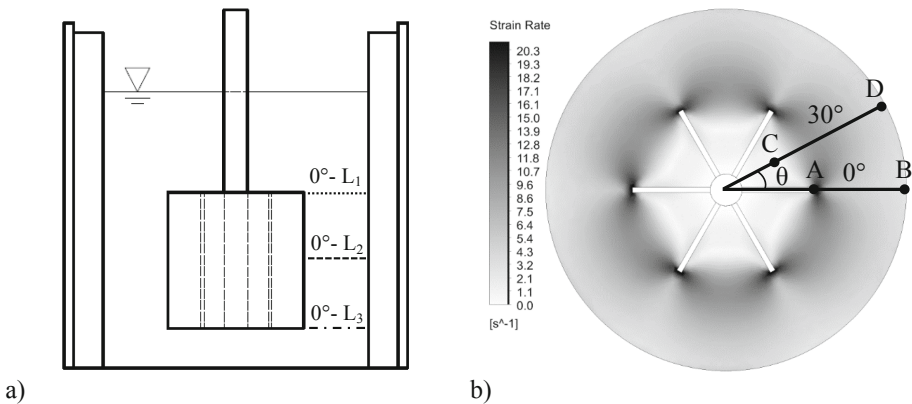 0°- L₁
0°- L₂
0°- L₃
a)
Strain Rate
20.3
19.3
18.2
17.1
16.1
15.0
13.9
12.8
11.8
10.7
9.6
8.6
7.5
6.4
5.4
4.3
3.2
2.1
1.1
0.0
[s^-1]
D
30°
C
θ
A
0°
B
b)